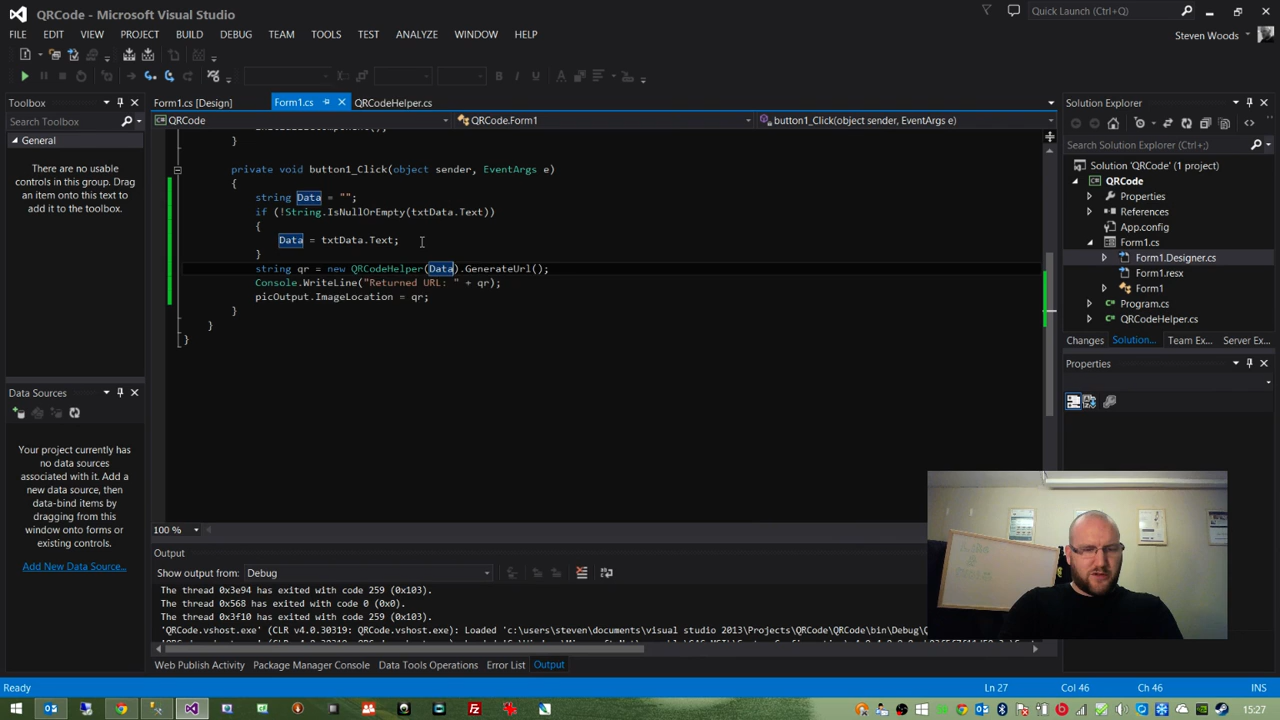 QRCode - Microsoft Visual Studio
Quick Launch (Ctrl+Q)
FILE EDIT VIEW PROJECT BUILD DEBUG TEAM TOOLS TEST ANALYZE WINDOW HELP
Steven Woods
Toolbox
Form1.cs [Design] Form1.cs QRCodeHelper.cs
Solution Explorer
Search Toolbox
QRCode QRCode.Form1 button1_Click(object sender, EventArgs e)
General
There are no usable
controls in this group. Drag
an item onto this text to
add it to the toolbox.
}
private void button1_Click(object sender, EventArgs e)
{
string Data = "";
if (!String.IsNullOrEmpty(txtData.Text))
{
Data = txtData.Text;
}
string qr = new QRCodeHelper(Data).GenerateUrl();
Console.WriteLine("Returned URL: " + qr);
picOutput.ImageLocation = qr;
}
}
}
Search Solution Explorer (Ctrl+;)
Solution 'QRCode' (1 project)
QRCode
Properties
References
App.config
Form1.cs
Form1.Designer.cs
Form1.resx
Form1
Program.cs
QRCodeHelper.cs
Changes Solution... Team Ex... Server Ex...
Properties
Data Sources
Your project currently has
no data sources
associated with it. Add a
new data source, then
data-bind items by
dragging from this
window onto forms or
existing controls.
Add New Data Source...
100 %
Output
Show output from: Debug
The thread 0x3e94 has exited with code 259 (0x103).
The thread 0x568 has exited with code 0 (0x0).
The thread 0x3f10 has exited with code 259 (0x103).
'QRCode.vshost.exe' (CLR v4.0.30319: QRCode.vshost.exe): Loaded 'c:\users\steven\documents\visual studio 2013\Projects\QRCode\QRCode\bin\Debug\
Web Publish Activity Package Manager Console Data Tools Operations Error List Output
Ready Ln 27 Col 46 Ch 46 INS
15:27